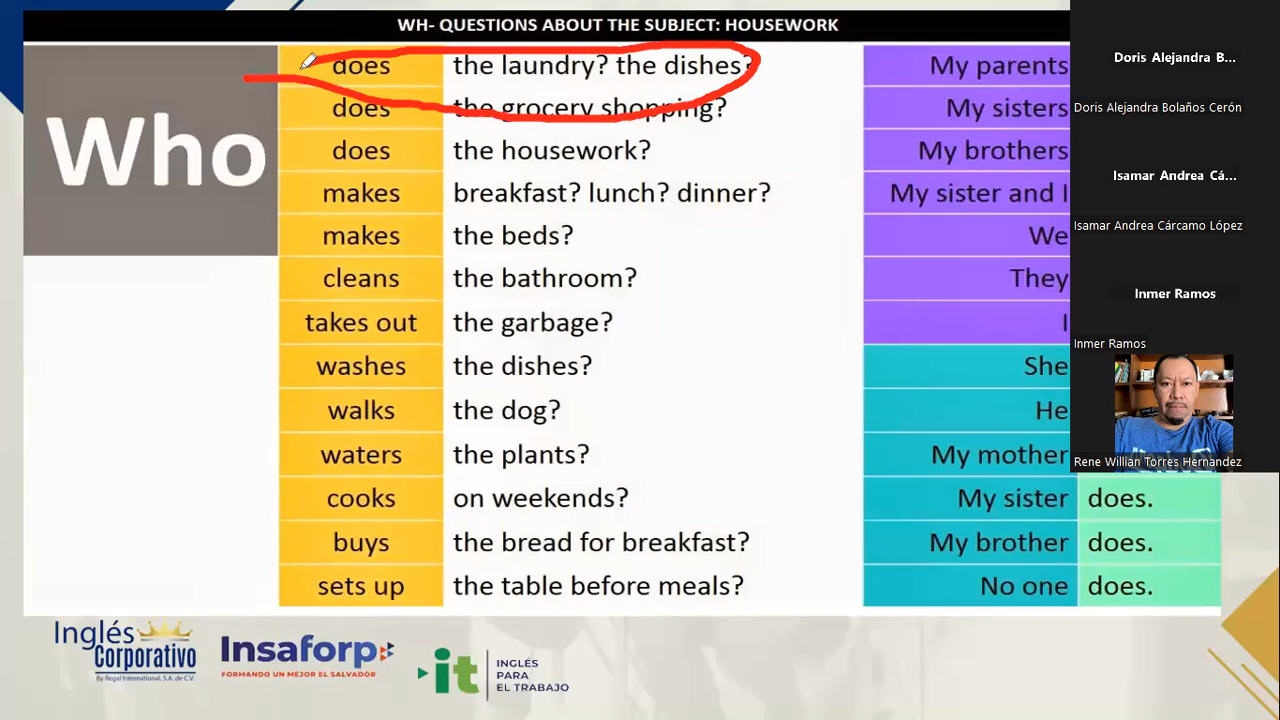 WH- QUESTIONS ABOUT THE SUBJECT: HOUSEWORK
Who
does the laundry? the dishes? My parents
does the grocery shopping? My sisters
does the housework? My brothers
makes breakfast? lunch? dinner? My sister and I
makes the beds? We
cleans the bathroom? They
takes out the garbage? I
washes the dishes? She
walks the dog? He
waters the plants? My mother
cooks on weekends? My sister does.
buys the bread for breakfast? My brother does.
sets up the table before meals? No one does.
Doris Alejandra B...
Doris Alejandra Bolaños Cerón
Isamar Andrea Cá...
Isamar Andrea Cárcamo López
Inmer Ramos
Inmer Ramos
Rene Willian Torres Hernandez
Inglés
Corporativo
By Regal International, S.A. de C.V.
Insaforp
FORMANDO UN MEJOR EL SALVADOR
it
INGLÉS
PARA
EL TRABAJO